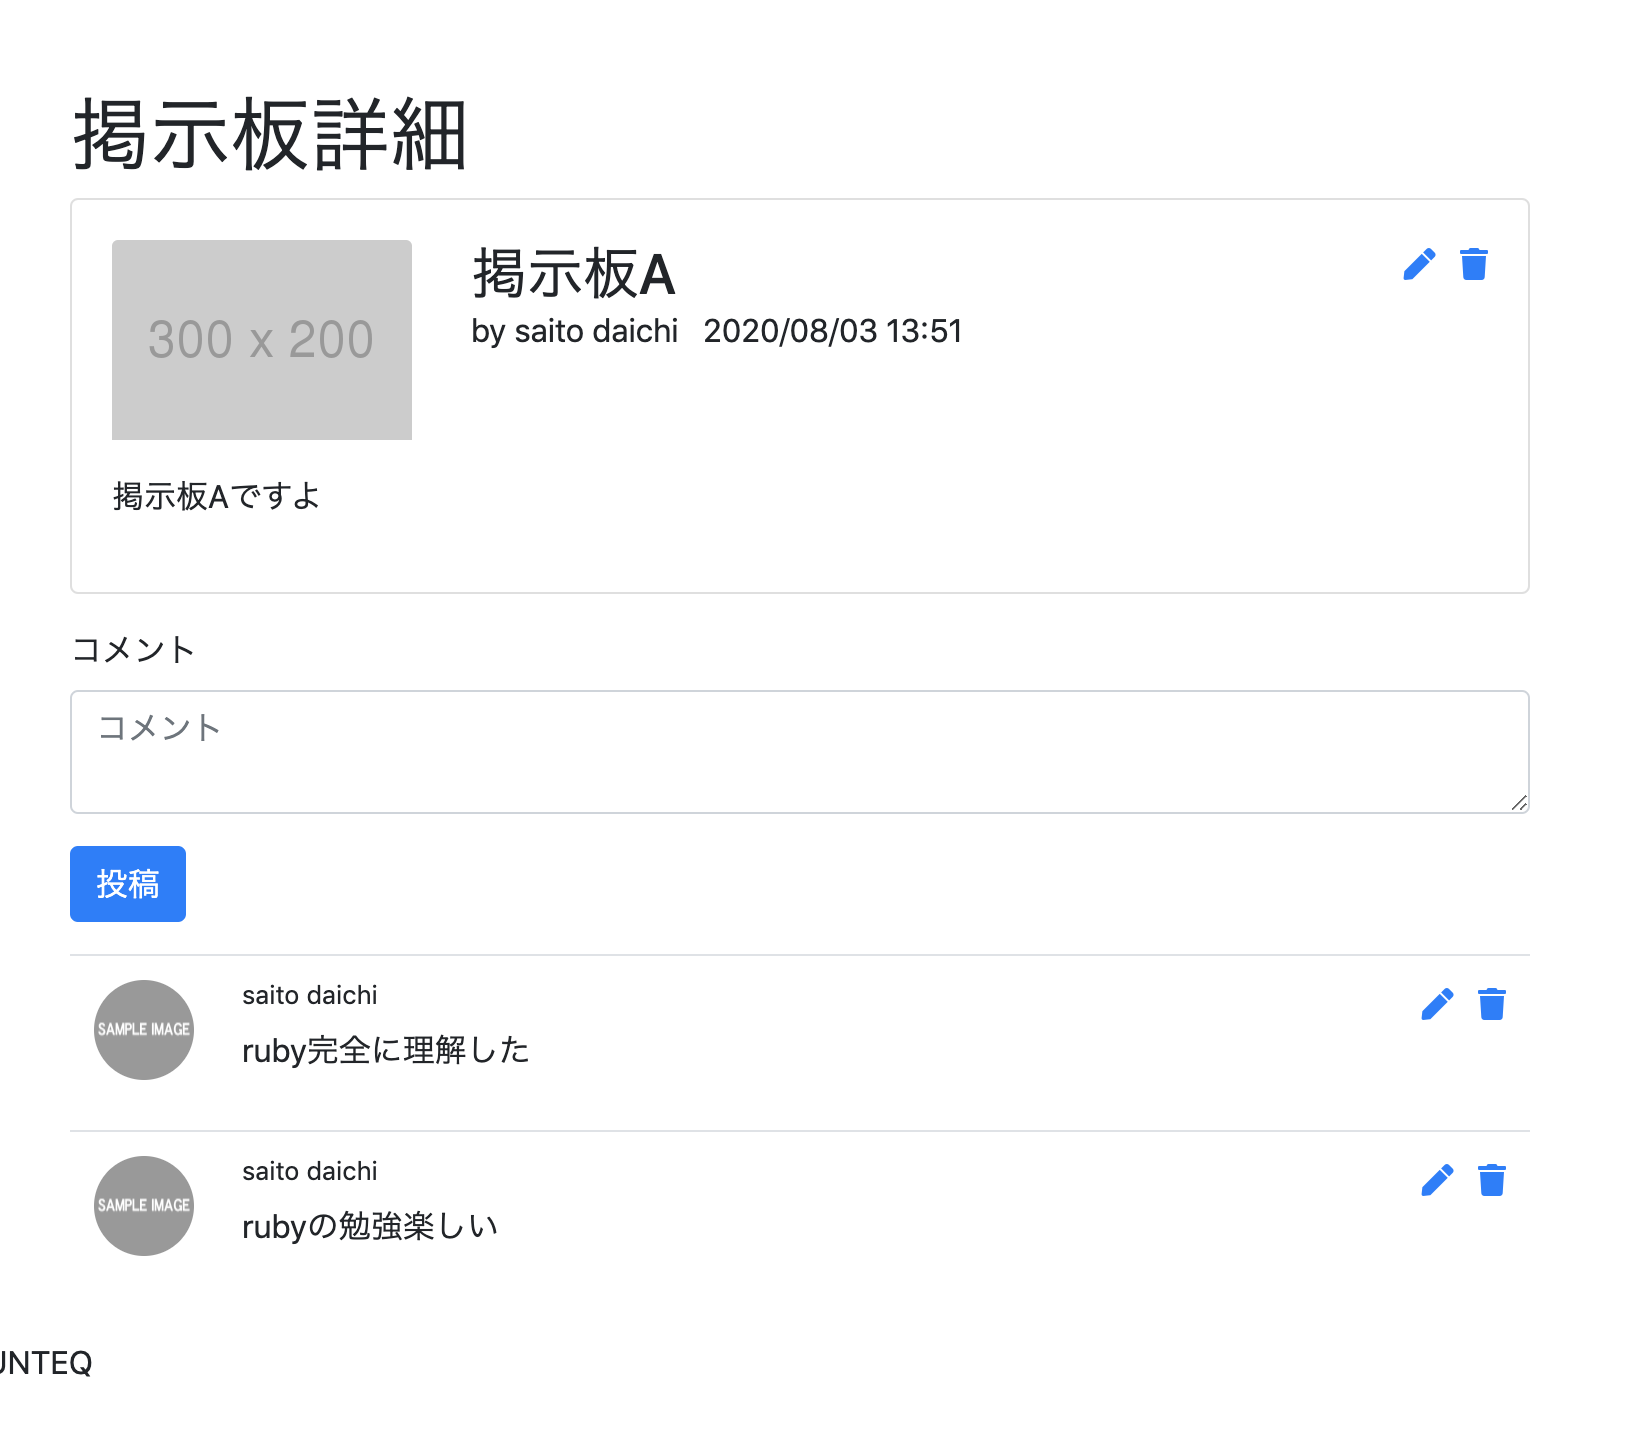 掲示板詳細
300 x 200
掲示板A
by saito daichi 2020/08/03 13:51
掲示板Aですよ
コメント
コメント
投稿
SAMPLE IMAGE
saito daichi
ruby完全に理解した
SAMPLE IMAGE
saito daichi
rubyの勉強楽しい
UNTEQ